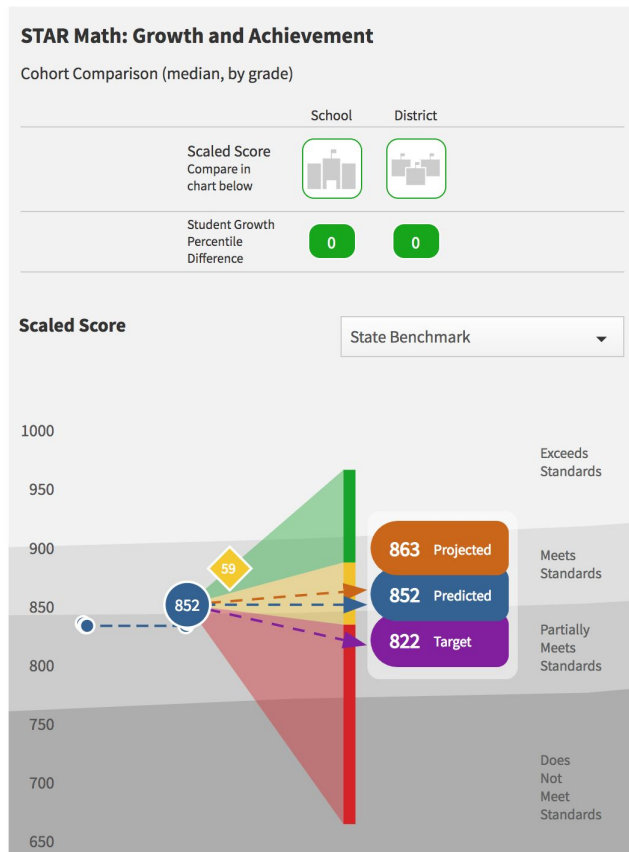 STAR Math: Growth and Achievement
Cohort Comparison (median, by grade)
School
District
Scaled Score
Compare in
chart below
Student Growth
Percentile
Difference
0
0
Scaled Score
State Benchmark
1000
950
900
850
800
750
700
650
59
852
863 Projected
852 Predicted
822 Target
Exceeds
Standards
Meets
Standards
Partially
Meets
Standards
Does
Not
Meet
Standards